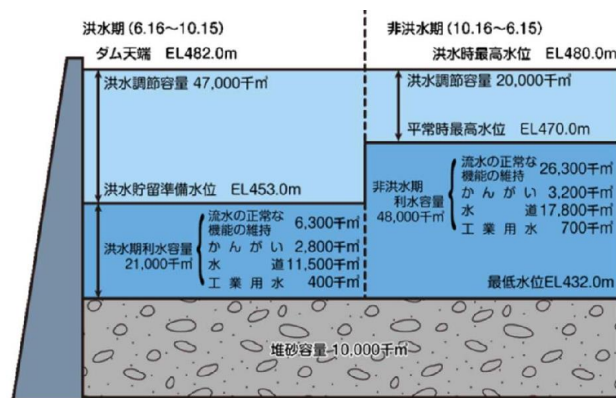 洪水期(6.16～10.15)
ダム天端 EL482.0m
洪水調節容量 47,000千㎥
洪水貯留準備水位 EL453.0m
洪水期利水容量
21,000千㎥
流水の正常な
機能の維持 6,300千㎥
かんがい 2,800千㎥
水道 11,500千㎥
工業用水 400千㎥
非洪水期(10.16～6.15)
洪水時最高水位 EL480.0m
洪水調節容量 20,000千㎥
平常時最高水位 EL470.0m
非洪水期
利水容量
48,000千㎥
流水の正常な
機能の維持 26,300千㎥
かんがい 3,200千㎥
水道 17,800千㎥
工業用水 700千㎥
最低水位EL432.0m
堆砂容量 10,000千㎥